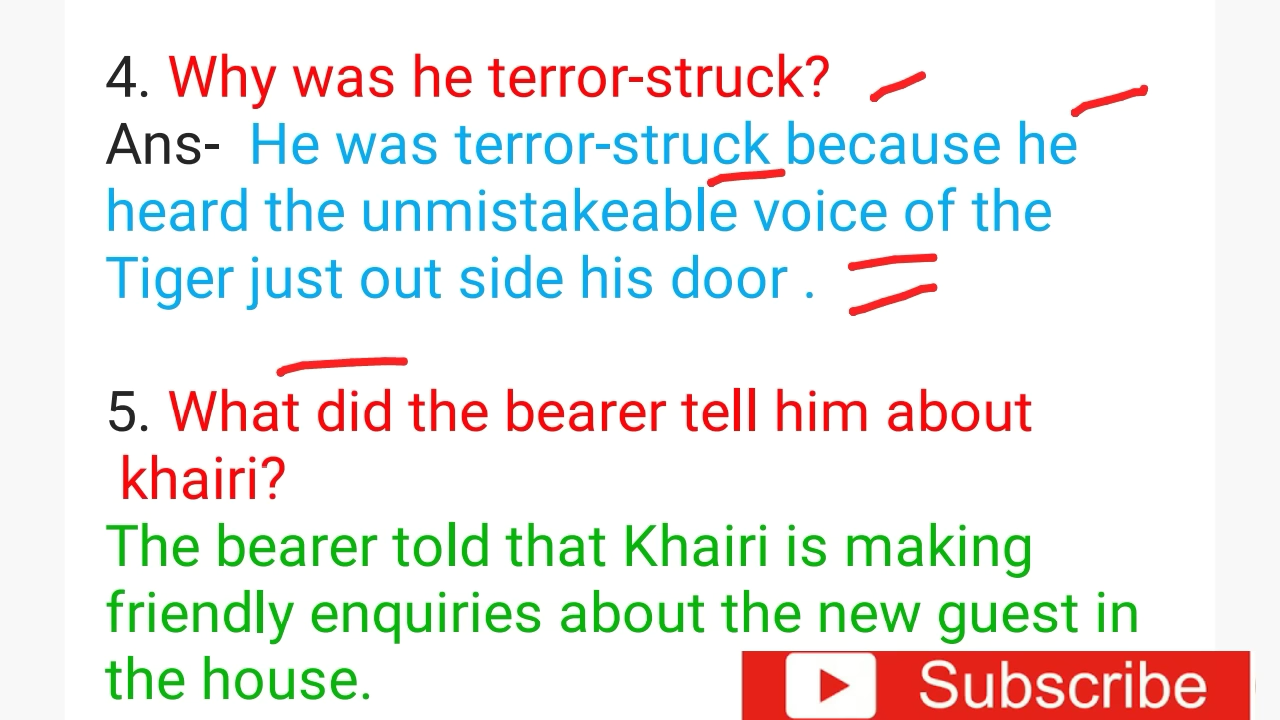 4. Why was he terror-struck?
Ans- He was terror-struck because he
heard the unmistakeable voice of the
Tiger just out side his door .
5. What did the bearer tell him about
khairi?
The bearer told that Khairi is making
friendly enquiries about the new guest in
the house.
Subscribe